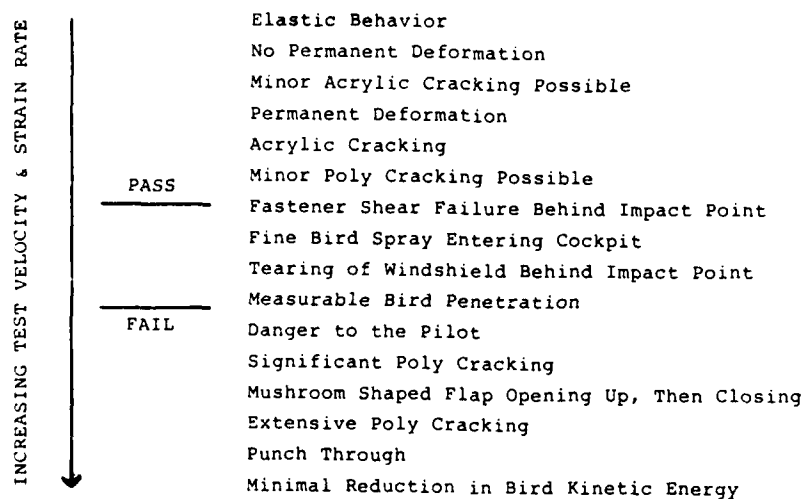 INCREASING TEST VELOCITY & STRAIN RATE
Elastic Behavior
No Permanent Deformation
Minor Acrylic Cracking Possible
Permanent Deformation
Acrylic Cracking
Minor Poly Cracking Possible
PASS
Fastener Shear Failure Behind Impact Point
Fine Bird Spray Entering Cockpit
Tearing of Windshield Behind Impact Point
Measurable Bird Penetration
FAIL
Danger to the Pilot
Significant Poly Cracking
Mushroom Shaped Flap Opening Up, Then Closing
Extensive Poly Cracking
Punch Through
Minimal Reduction in Bird Kinetic Energy